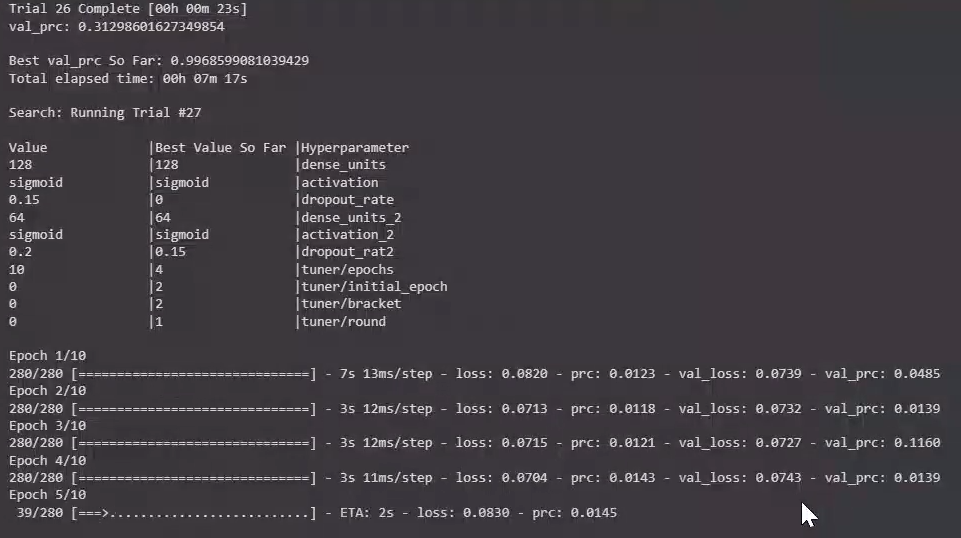 Trial 26 Complete [00h 00m 23s]
val_prc: 0.31298601627349854
Best val_prc So Far: 0.9968599081039429
Total elapsed time: 00h 07m 17s
Search: Running Trial #27
Value |Best Value So Far |Hyperparameter
128 |128 |dense_units
sigmoid |sigmoid |activation
0.15 |0 |dropout_rate
64 |64 |dense_units_2
sigmoid |sigmoid |activation_2
0.2 |0.15 |dropout_rat2
10 |4 |tuner/epochs
0 |2 |tuner/initial_epoch
0 |2 |tuner/bracket
0 |1 |tuner/round
Epoch 1/10
280/280 [==============================] - 7s 13ms/step - loss: 0.0820 - prc: 0.0123 - val_loss: 0.0739 - val_prc: 0.0485
Epoch 2/10
280/280 [==============================] - 3s 12ms/step - loss: 0.0713 - prc: 0.0118 - val_loss: 0.0732 - val_prc: 0.0139
Epoch 3/10
280/280 [==============================] - 3s 12ms/step - loss: 0.0715 - prc: 0.0121 - val_loss: 0.0727 - val_prc: 0.1160
Epoch 4/10
280/280 [==============================] - 3s 11ms/step - loss: 0.0704 - prc: 0.0143 - val_loss: 0.0743 - val_prc: 0.0139
Epoch 5/10
39/280 [===>..........................] - ETA: 2s - loss: 0.0830 - prc: 0.0145